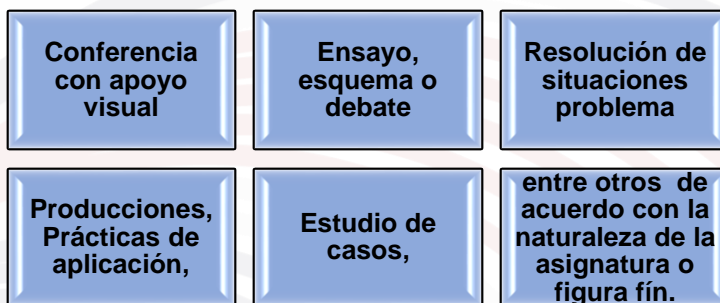 Conferencia
con apoyo
visual
Ensayo,
esquema o
debate
Resolución de
situaciones
problema
Producciones,
Prácticas de
aplicación,
Estudio de
casos,
entre otros de
acuerdo con la
naturaleza de la
asignatura o
figura fín.